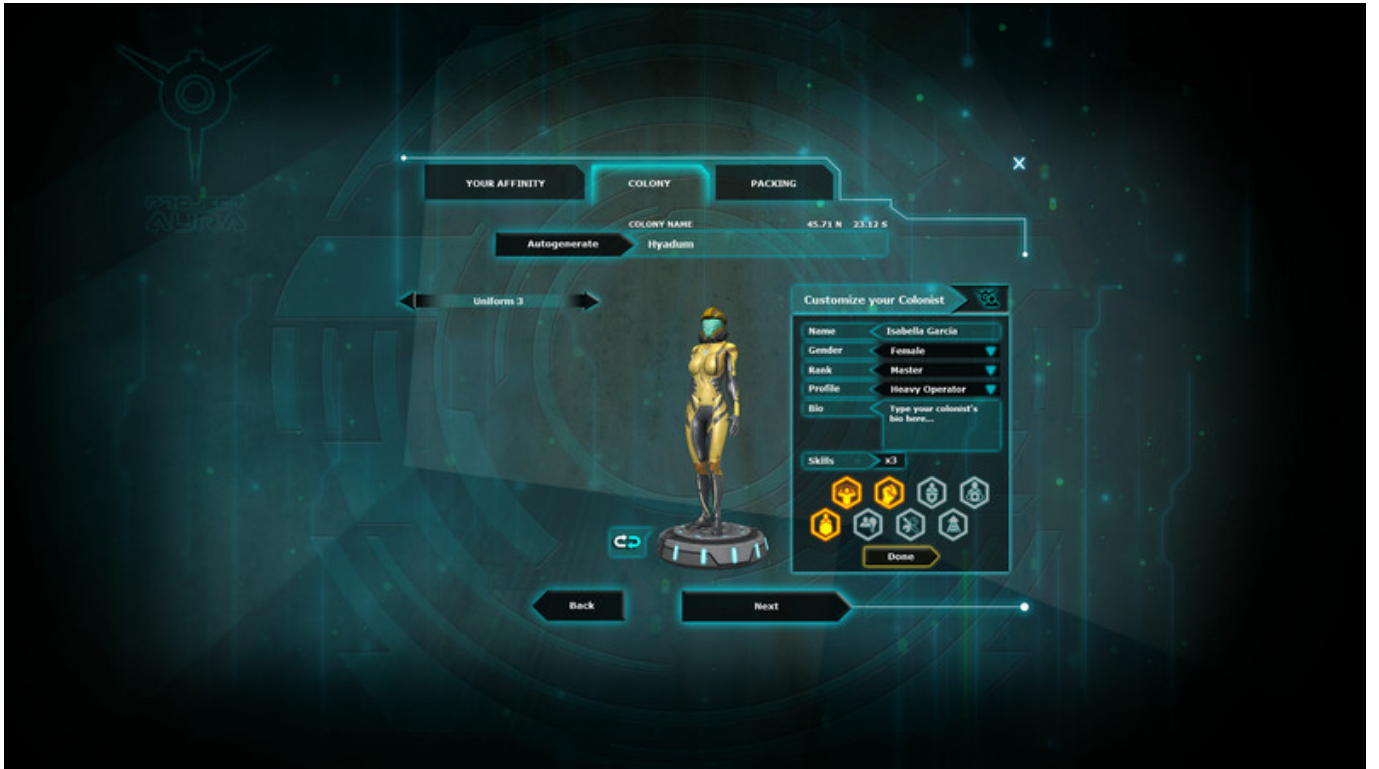 PROJECT
AURA
YOUR AFFINITY
COLONY
PACKING
COLONY NAME
45.71 N 23.12 S
Autogenerate
Hyadum
Uniform 3
Customize your Colonist
Name
Isabella Garcia
Gender
Female
Rank
Master
Profile
Heavy Operator
Bio
Type your colonist's
bio here...
Skills
x3
Done
Back
Next